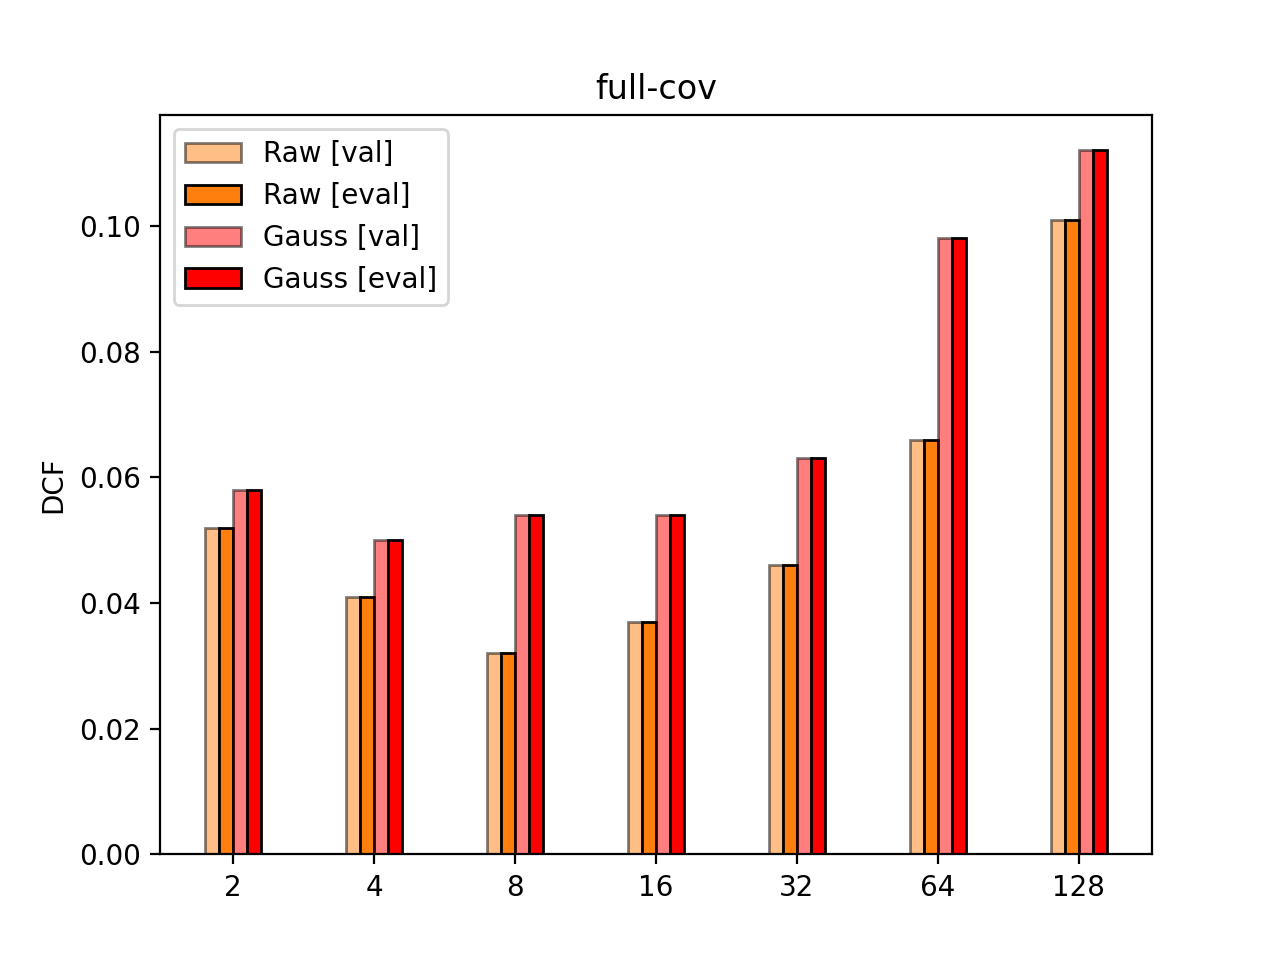 full-cov
Raw [val]
Raw [eval]
Gauss [val]
Gauss [eval]
DCF
0.10
0.08
0.06
0.04
0.02
0.00
2 4 8 16 32 64 128